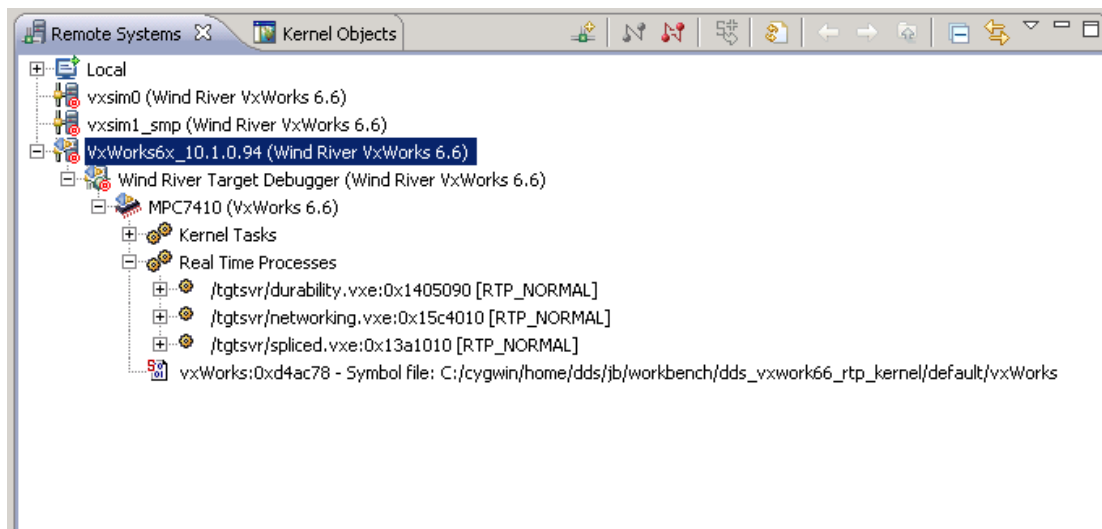 Remote Systems Kernel Objects
Local
vxsim0 (Wind River VxWorks 6.6)
vxsim1_smp (Wind River VxWorks 6.6)
VxWorks6x_10.1.0.94 (Wind River VxWorks 6.6)
Wind River Target Debugger (Wind River VxWorks 6.6)
MPC7410 (VxWorks 6.6)
Kernel Tasks
Real Time Processes
/tgtsvr/durability.vxe:0x1405090 [RTP_NORMAL]
/tgtsvr/networking.vxe:0x15c4010 [RTP_NORMAL]
/tgtsvr/spliced.vxe:0x13a1010 [RTP_NORMAL]
vxWorks:0xd4ac78 - Symbol file: C:/cygwin/home/dds/jb/workbench/dds_vxwork66_rtp_kernel/default/vxWorks